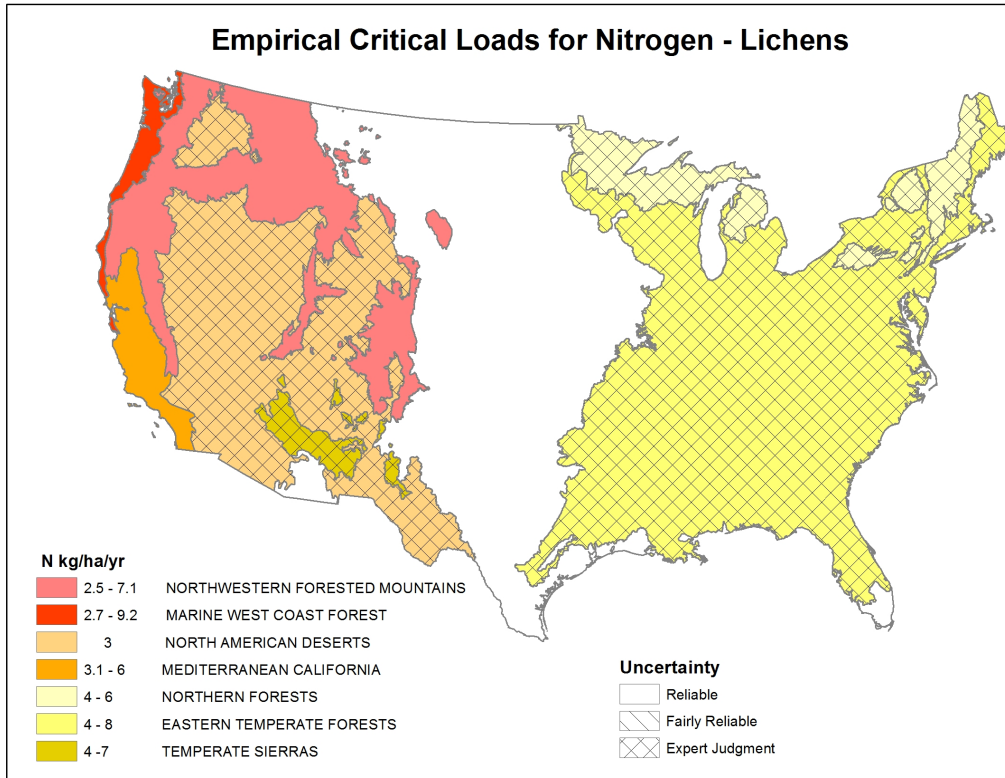 Empirical Critical Loads for Nitrogen - Lichens
N kg/ha/yr
2.5 - 7.1 NORTHWESTERN FORESTED MOUNTAINS
2.7 - 9.2 MARINE WEST COAST FOREST
3 NORTH AMERICAN DESERTS
3.1 - 6 MEDITERRANEAN CALIFORNIA
4 - 6 NORTHERN FORESTS
4 - 8 EASTERN TEMPERATE FORESTS
4 -7 TEMPERATE SIERRAS
Uncertainty
Reliable
Fairly Reliable
Expert Judgment